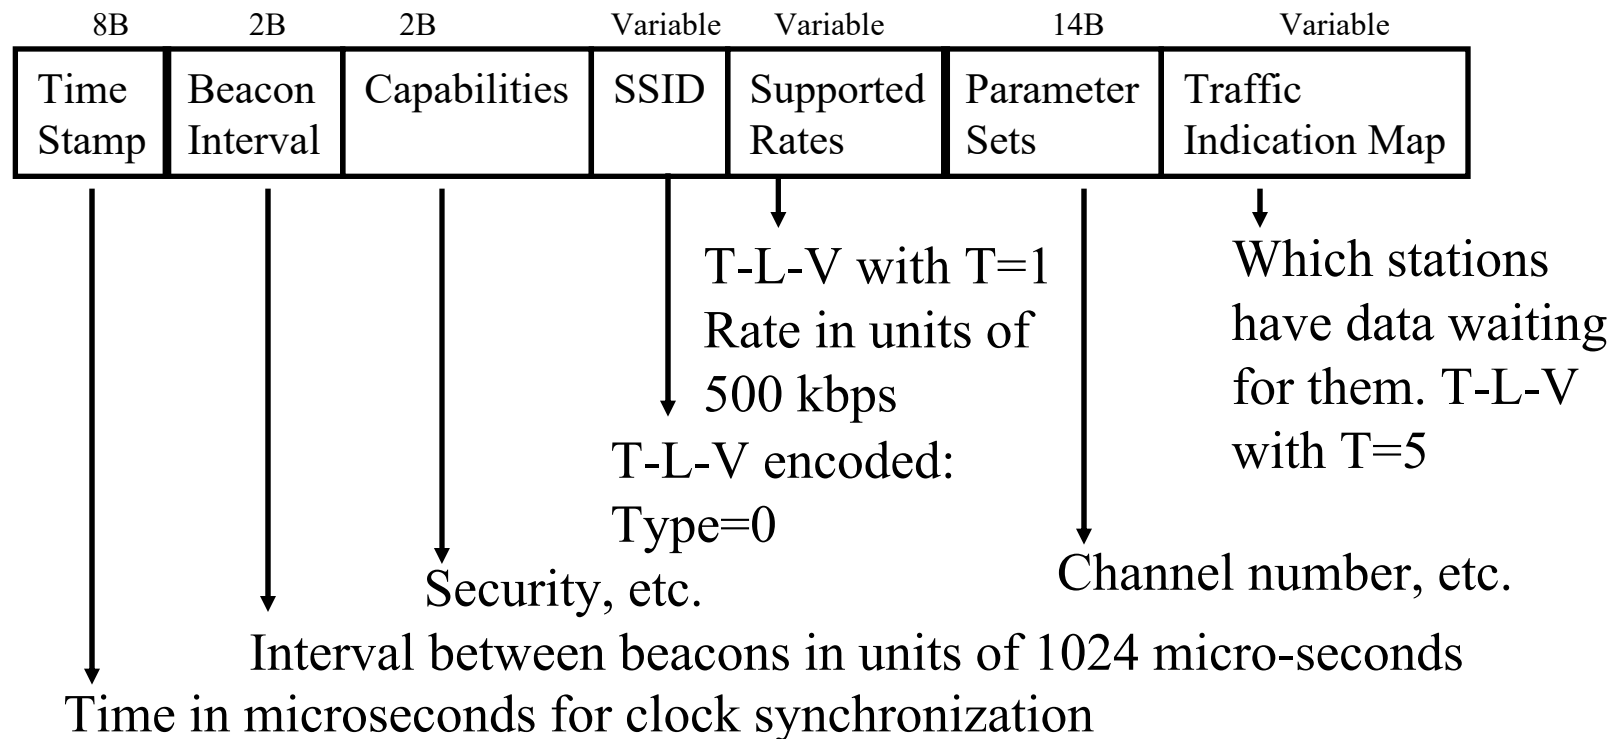 8B 2B 2B Variable Variable 14B Variable
Time Stamp
Beacon Interval
Capabilities
SSID
Supported Rates
Parameter Sets
Traffic Indication Map
T-L-V with T=1
Rate in units of
500 kbps
Which stations
have data waiting
for them. T-L-V
with T=5
T-L-V encoded:
Type=0
Security, etc.
Channel number, etc.
Interval between beacons in units of 1024 micro-seconds
Time in microseconds for clock synchronization